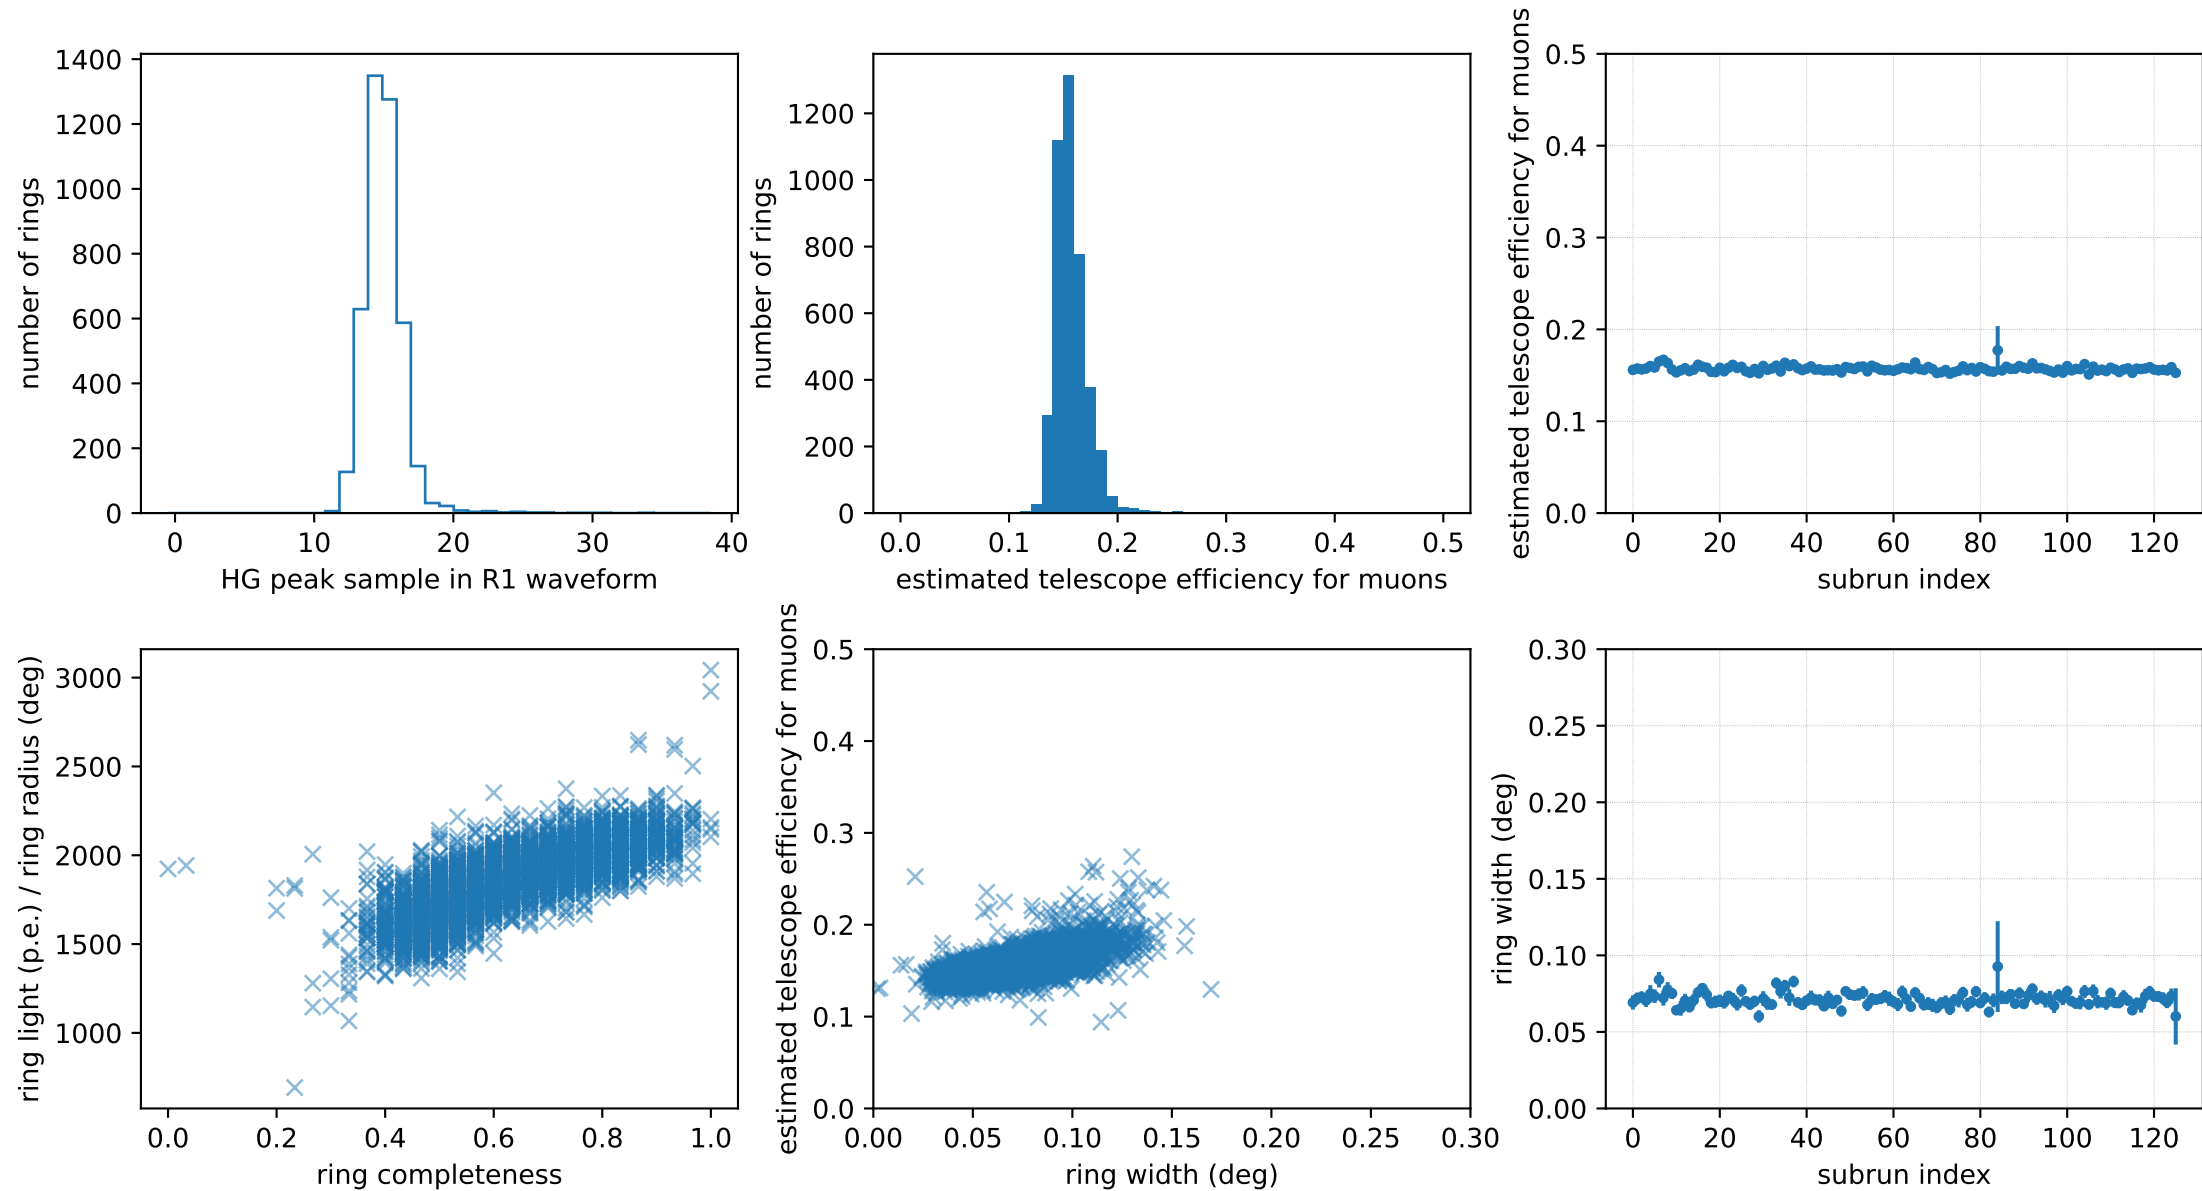 number of rings
1400
1200
1000
800
600
400
200
0
0 10 20 30 40
HG peak sample in R1 waveform
number of rings
1200
1000
800
600
400
200
0
0.0 0.1 0.2 0.3 0.4 0.5
estimated telescope efficiency for muons
estimated telescope efficiency for muons
0.5
0.4
0.3
0.2
0.1
0.0
0 20 40 60 80 100 120
subrun index
ring light (p.e.) / ring radius (deg)
3000
2500
2000
1500
1000
0.0 0.2 0.4 0.6 0.8 1.0
ring completeness
estimated telescope efficiency for muons
0.5
0.4
0.3
0.2
0.1
0.0
0.00 0.05 0.10 0.15 0.20 0.25 0.30
ring width (deg)
ring width (deg)
0.30
0.25
0.20
0.15
0.10
0.05
0.00
0 20 40 60 80 100 120
subrun index